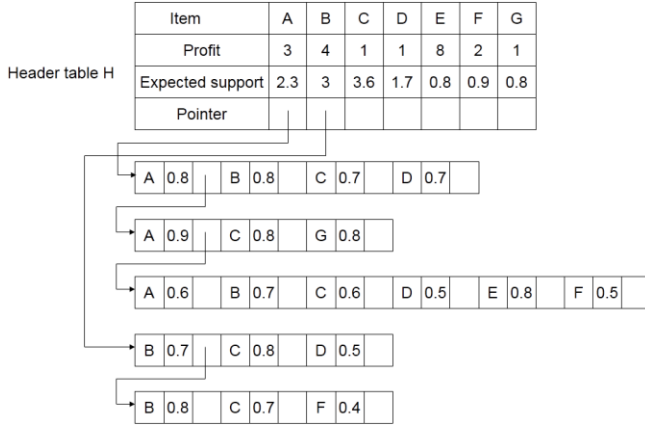 Item A B C D E F G
Profit 3 4 1 1 8 2 1
Header table H
Expected support 2.3 3 3.6 1.7 0.8 0.9 0.8
Pointer
A 0.8 B 0.8 C 0.7 D 0.7
A 0.9 C 0.8 G 0.8
A 0.6 B 0.7 C 0.6 D 0.5 E 0.8 F 0.5
B 0.7 C 0.8 D 0.5
B 0.8 C 0.7 F 0.4